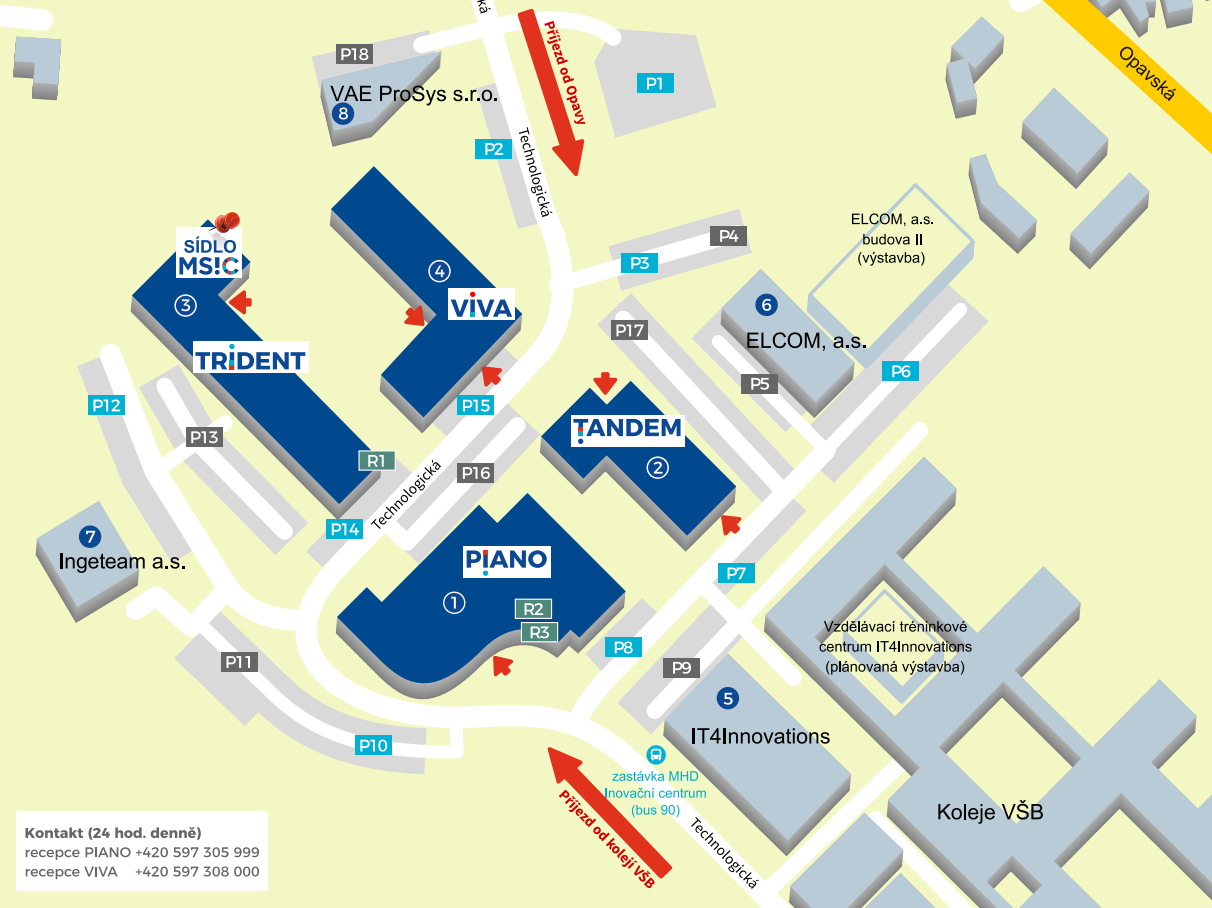 ká
P18
VAE ProSys s.r.o.
8
Příjezd od Opavy
P1
Opavská
P2
Technologická
SÍDLO
MS!C
3
4
ViVA
TRiDENT
P3
P4
ELCOM, a.s.
budova II
(výstavba)
6
ELCOM, a.s.
P17
P5
P6
P12
P13
P15
R1
P16
TANDEM
2
P14
Technologická
7
Ingeteam a.s.
PIANO
1
R2
R3
P7
P8
P9
P11
P10
Vzdělávací tréninkové
centrum IT4Innovations
(plánovaná výstavba)
5
IT4Innovations
zastávka MHD
Inovační centrum
(bus 90)
Příjezd od kolejí VŠB
Technologická
Koleje VŠB
Kontakt (24 hod. denně)
recepce PIANO +420 597 305 999
recepce VIVA +420 597 308 000